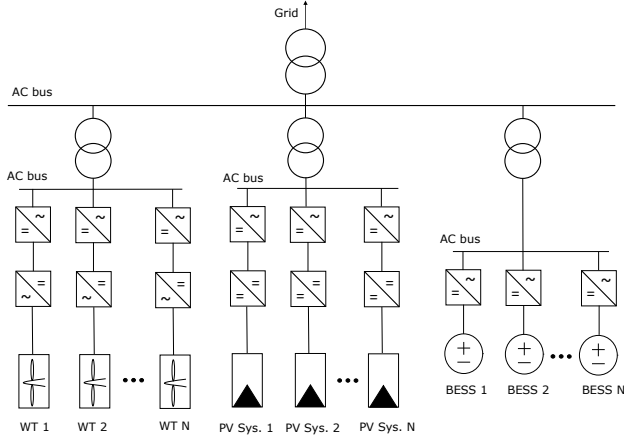 Grid
AC bus
AC bus
AC bus
AC bus
WT 1
WT 2
WT N
PV Sys. 1
PV Sys. 2
PV Sys. N
BESS 1
BESS 2
BESS N